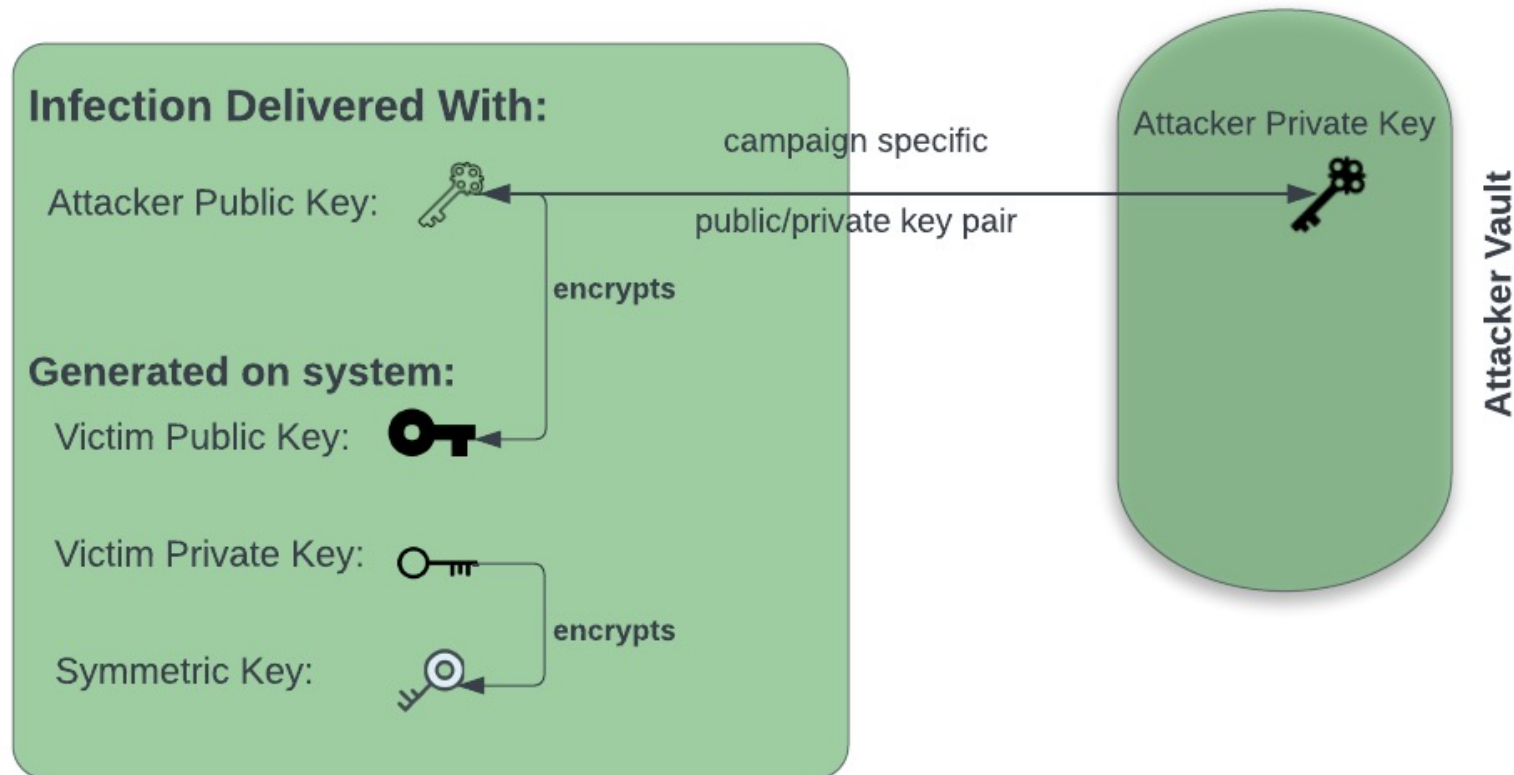 Infection Delivered With:
campaign specific
Attacker Private Key
Attacker Public Key:
public/private key pair
encrypts
Generated on system:
Victim Public Key:
Victim Private Key:
encrypts
Symmetric Key:
Attacker Vault